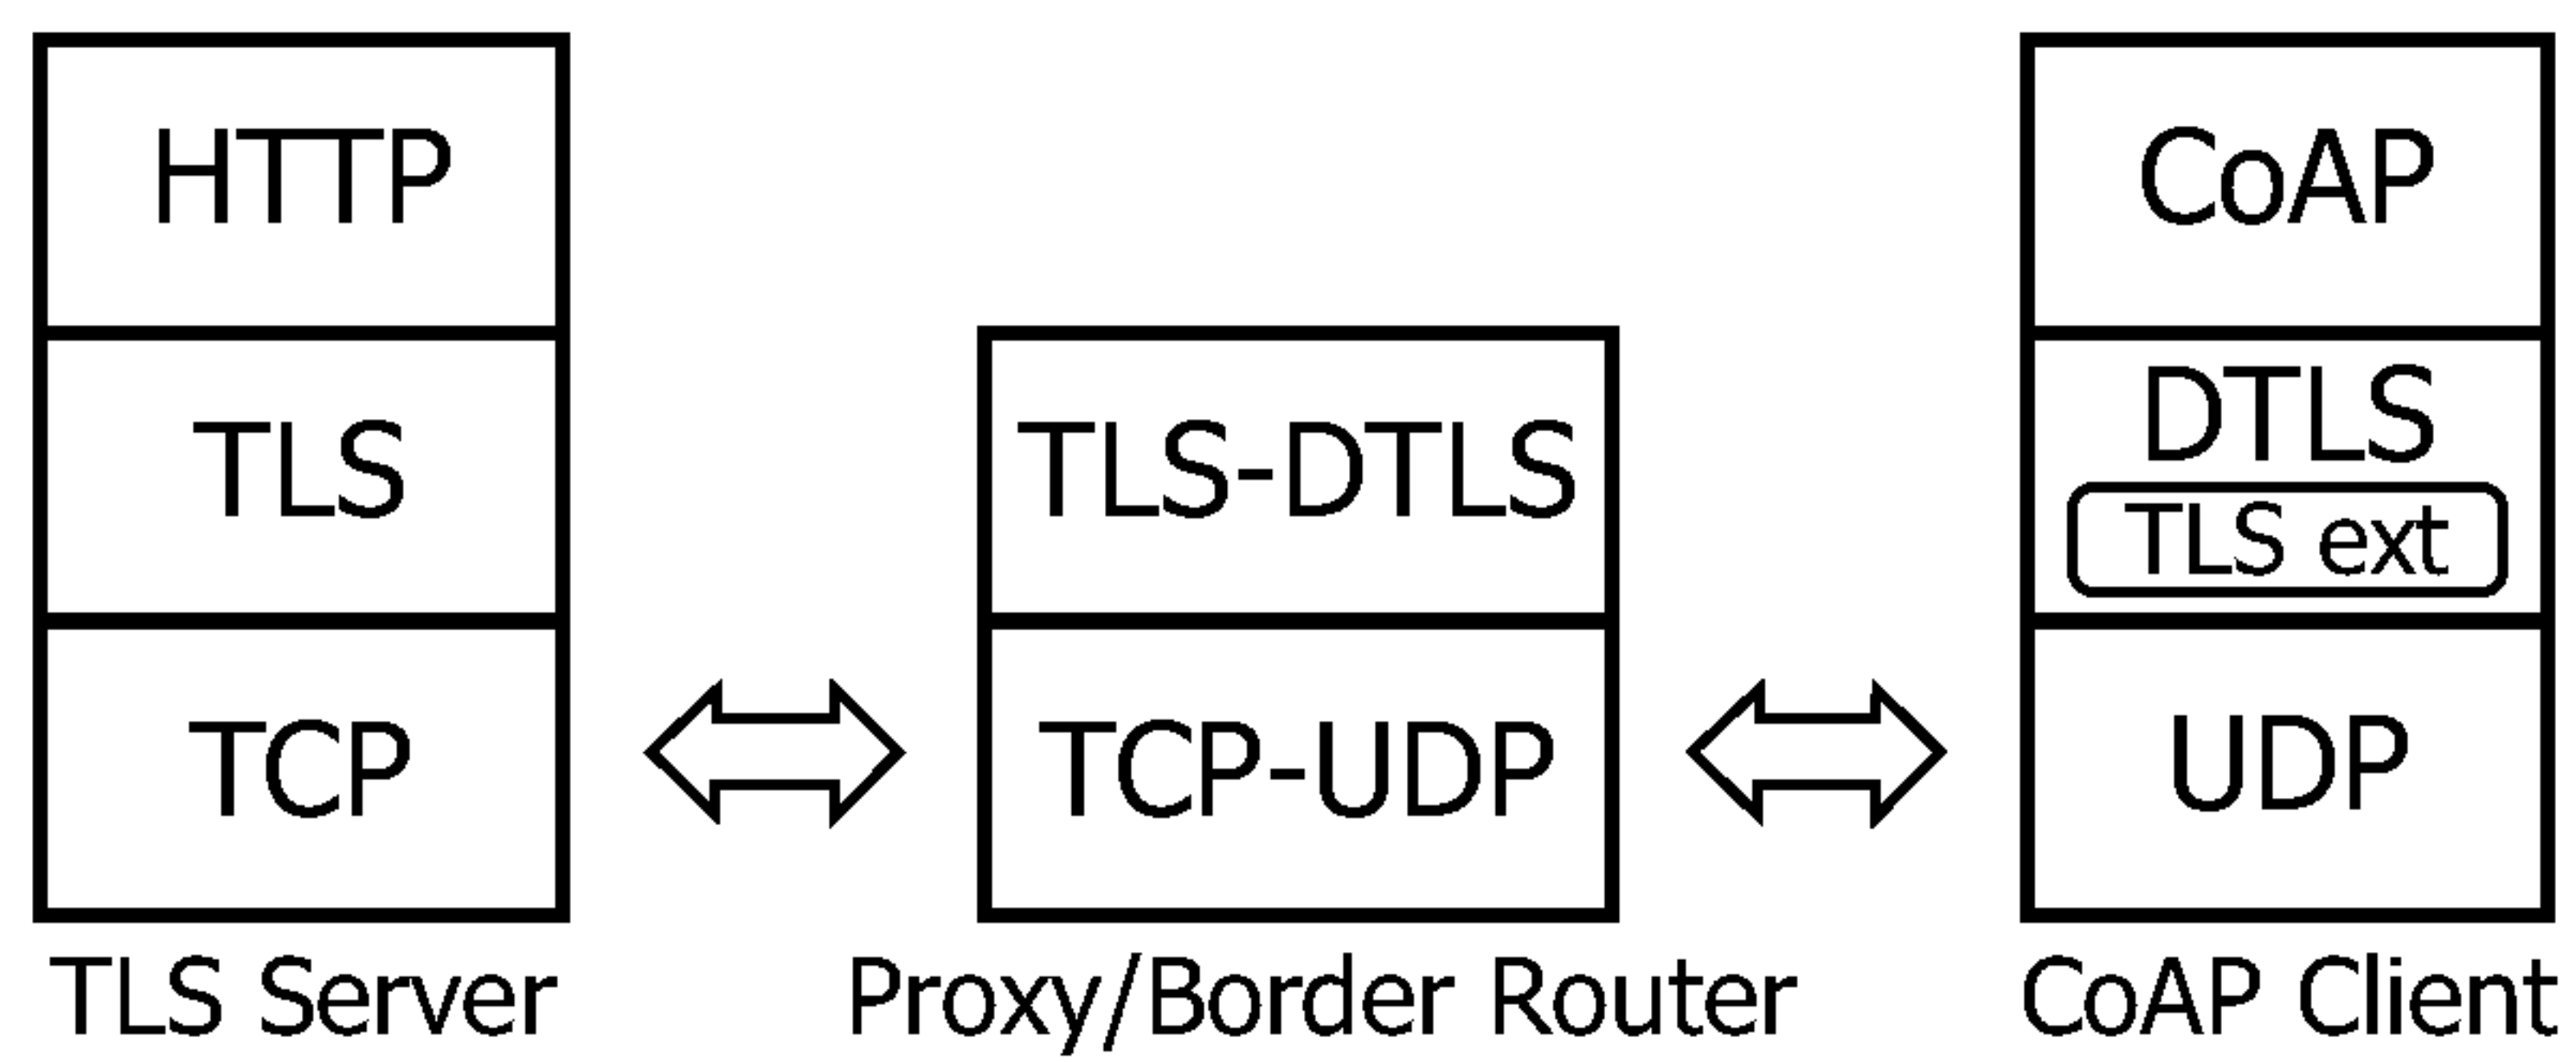 HTTP
TLS
TCP
TLS Server
TLS-DTLS
TCP-UDP
Proxy/Border Router
CoAP
DTLS
TLS ext
UDP
CoAP Client